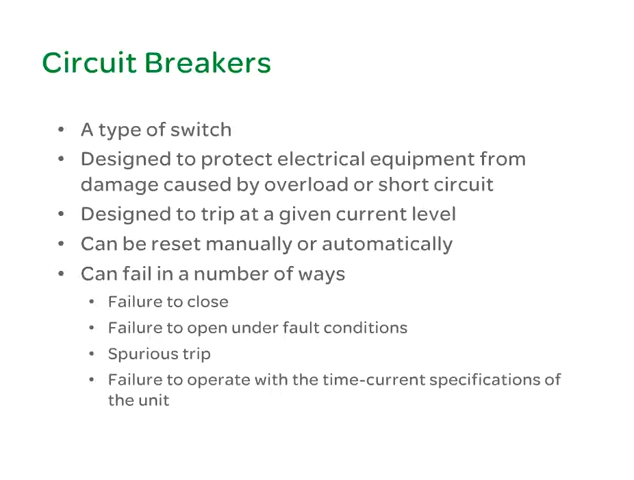 Circuit Breakers
• A type of switch
• Designed to protect electrical equipment from
damage caused by overload or short circuit
• Designed to trip at a given current level
• Can be reset manually or automatically
• Can fail in a number of ways
• Failure to close
• Failure to open under fault conditions
• Spurious trip
• Failure to operate with the time-current specifications of
the unit